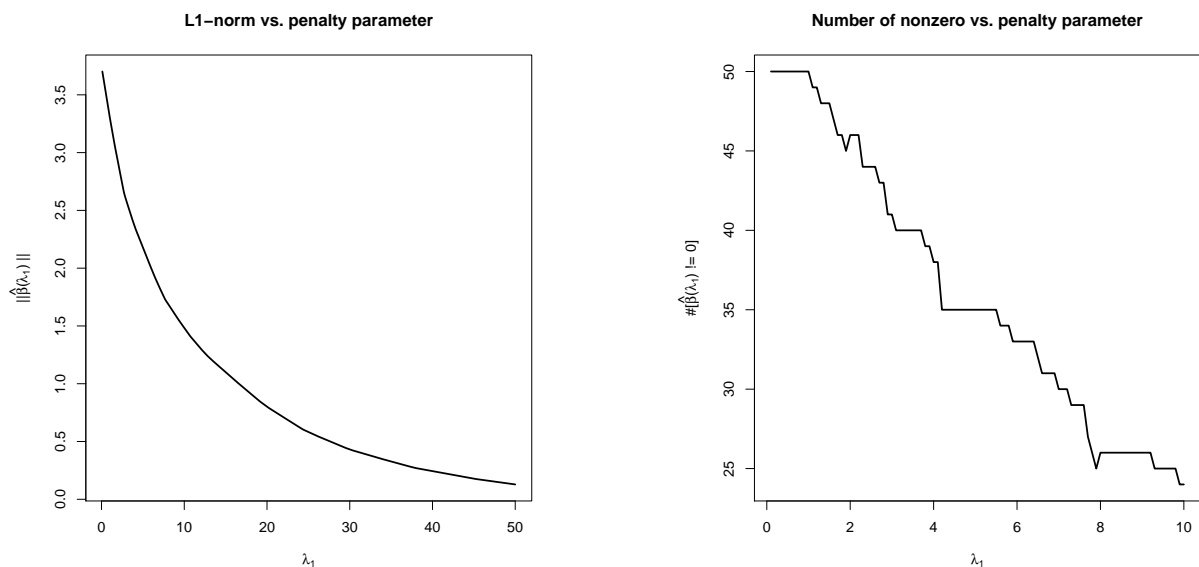 L1−norm vs. penalty parameter
3.5
3.0
2.5
2.0
1.5
1.0
0.5
0.0
||β̂(λ₁) ||
0 10 20 30 40 50
λ₁
Number of nonzero vs. penalty parameter
50
45
40
35
30
25
#[β̂(λ₁) != 0]
0 2 4 6 8 10
λ₁